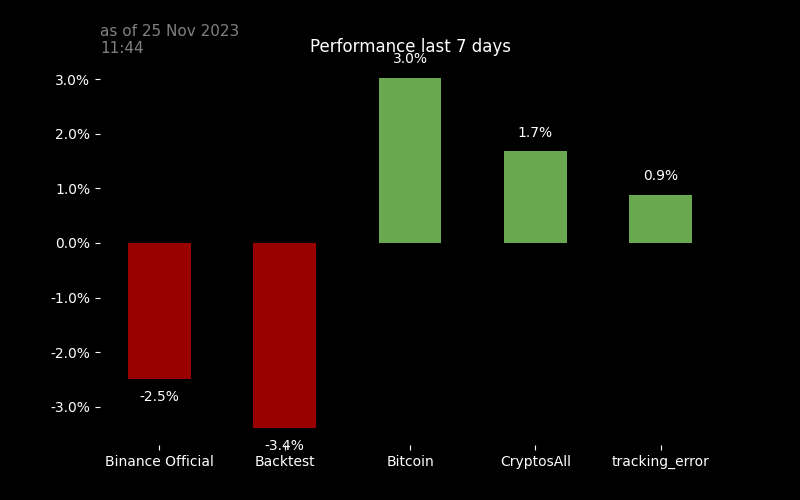 as of 25 Nov 2023
11:44
Performance last 7 days
3.0%
3.0%
2.0%
1.7%
1.0%
0.9%
0.0%
-1.0%
-2.0%
-2.5%
-3.0%
-3.4%
Binance Official
Backtest
Bitcoin
CryptosAll
tracking_error